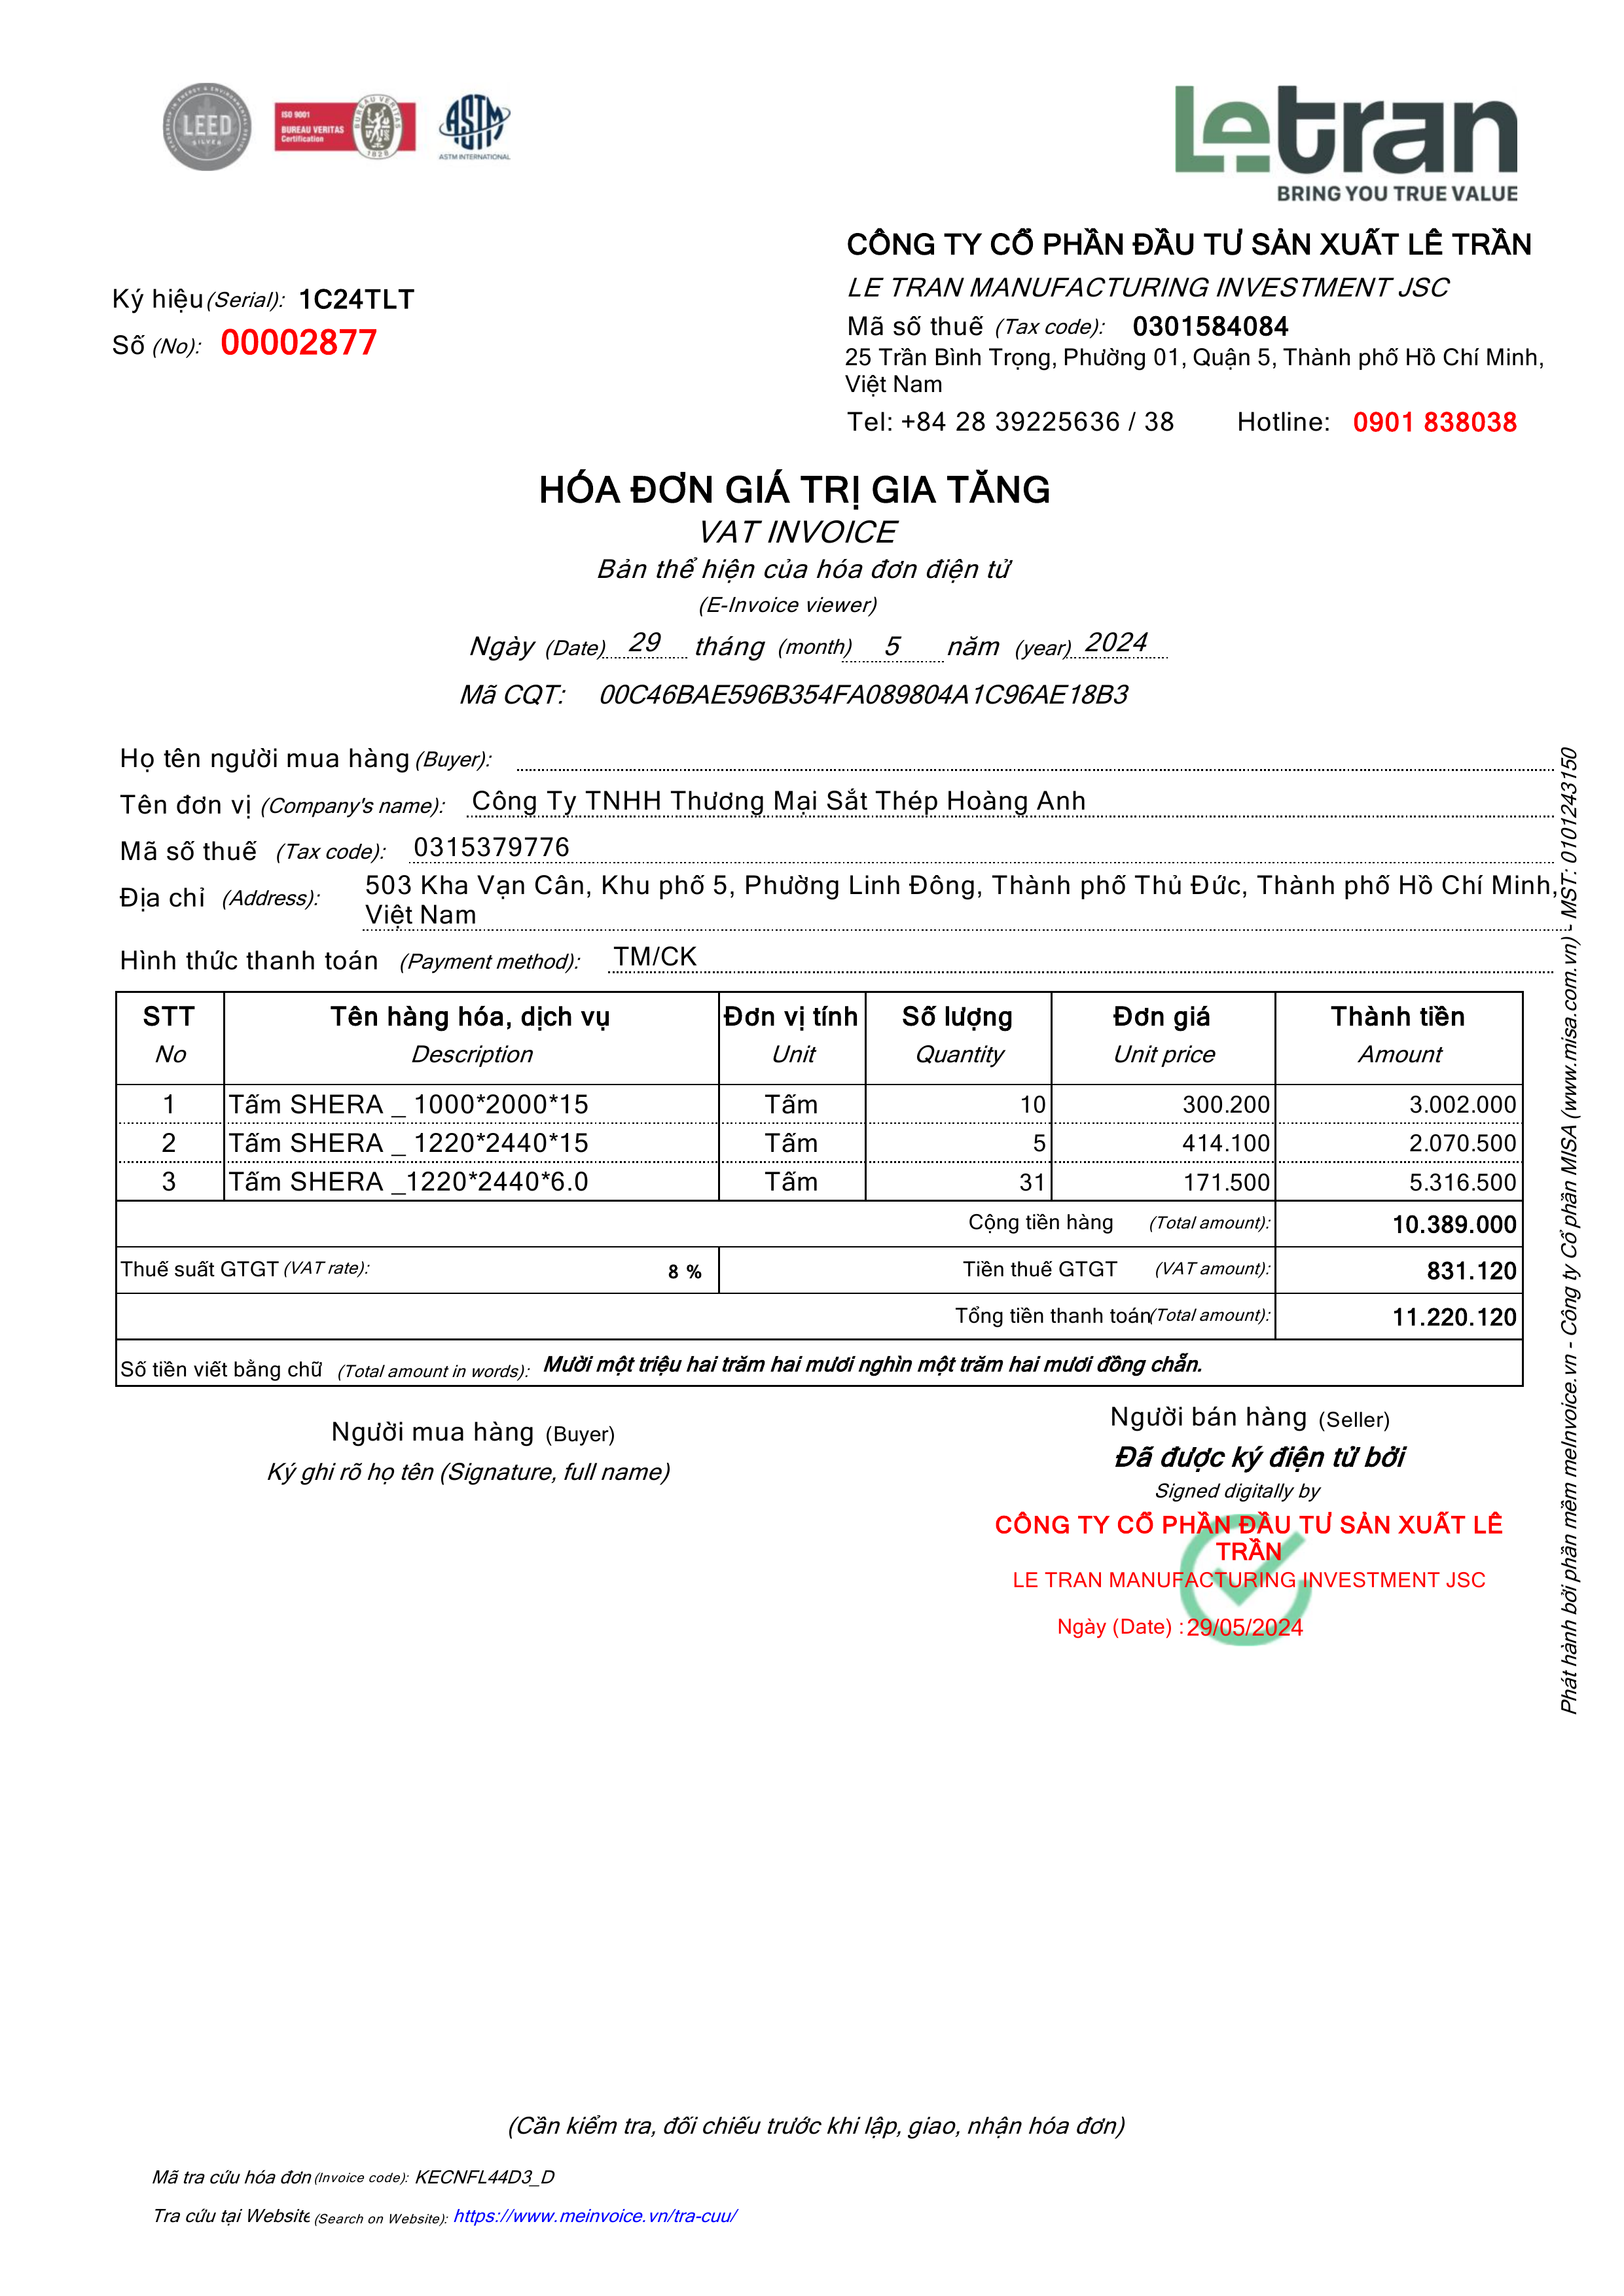 LEED
SILVER
ISO 9001
BUREAU VERITAS
Certification
BUREAU VERITAS
1828
ASTM
ASTM INTERNATIONAL
Letran
BRING YOU TRUE VALUE
CÔNG TY CỔ PHẦN ĐẦU TƯ SẢN XUẤT LÊ TRẦN
LE TRAN MANUFACTURING INVESTMENT JSC
Ký hiệu (Serial): 1C24TLT
Số (No): 00002877
Mã số thuế (Tax code): 0301584084
25 Trần Bình Trọng, Phường 01, Quận 5, Thành phố Hồ Chí Minh,
Việt Nam
Tel: +84 28 39225636 / 38 Hotline: 0901 838038
HÓA ĐƠN GIÁ TRỊ GIA TĂNG
VAT INVOICE
Bản thể hiện của hóa đơn điện tử
(E-Invoice viewer)
Ngày (Date) 29 tháng (month) 5 năm (year) 2024
Mã CQT: 00C46BAE596B354FA089804A1C96AE18B3
Họ tên người mua hàng (Buyer):
Tên đơn vị (Company's name): Công Ty TNHH Thương Mại Sắt Thép Hoàng Anh
Mã số thuế (Tax code): 0315379776
Địa chỉ (Address): 503 Kha Vạn Cân, Khu phố 5, Phường Linh Đông, Thành phố Thủ Đức, Thành phố Hồ Chí Minh,
Việt Nam
Hình thức thanh toán (Payment method): TM/CK
STT Tên hàng hóa, dịch vụ Đơn vị tính Số lượng Đơn giá Thành tiền
No Description Unit Quantity Unit price Amount
1 Tấm SHERA _ 1000*2000*15 Tấm 10 300.200 3.002.000
2 Tấm SHERA _ 1220*2440*15 Tấm 5 414.100 2.070.500
3 Tấm SHERA _1220*2440*6.0 Tấm 31 171.500 5.316.500
Cộng tiền hàng (Total amount): 10.389.000
Thuế suất GTGT (VAT rate): 8 % Tiền thuế GTGT (VAT amount): 831.120
Tổng tiền thanh toán (Total amount): 11.220.120
Số tiền viết bằng chữ (Total amount in words): Mười một triệu hai trăm hai mươi nghìn một trăm hai mươi đồng chẵn.
Người mua hàng (Buyer)
Ký ghi rõ họ tên (Signature, full name)
Người bán hàng (Seller)
Đã được ký điện tử bởi
Signed digitally by
CÔNG TY CỔ PHẦN ĐẦU TƯ SẢN XUẤT LÊ
TRẦN
LE TRAN MANUFACTURING INVESTMENT JSC
Ngày (Date) : 29/05/2024
Phát hành bởi phần mềm meInvoice.vn - Công ty Cổ phần MISA (www.misa.com.vn) - MST: 0101243150
(Cần kiểm tra, đối chiếu trước khi lập, giao, nhận hóa đơn)
Mã tra cứu hóa đơn (Invoice code): KECNFL44D3_D
Tra cứu tại Website (Search on Website): https://www.meinvoice.vn/tra-cuu/